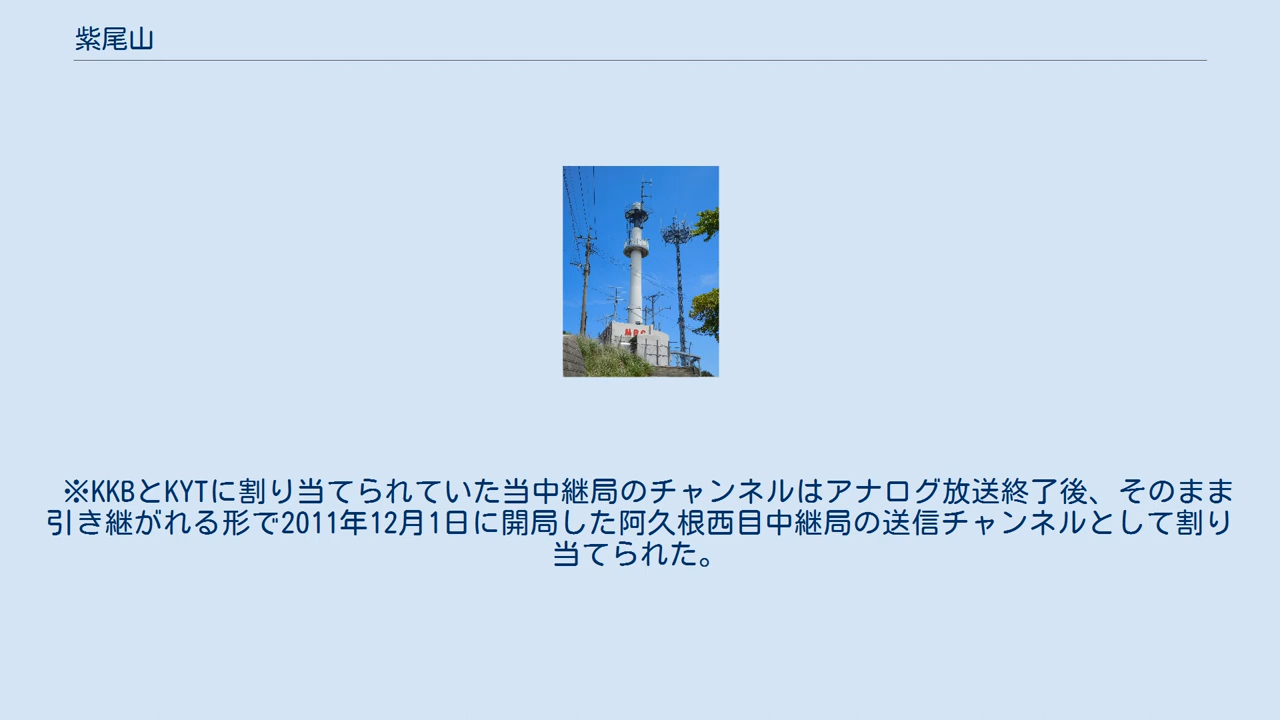 紫尾山
MBC
※KKBとKYTに割り当てられていた当中継局のチャンネルはアナログ放送終了後、そのまま
引き継がれる形で2011年12月1日に開局した阿久根西目中継局の送信チャンネルとして割り
当てられた。